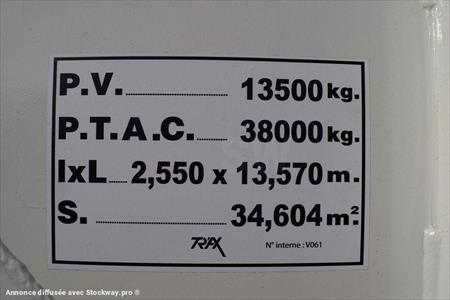 P.V. 13500 kg.
P.T.A.C. 38000 kg.
lxL 2,550 x 13,570 m.
S. 34,604 m².
TRAX N° interne : V061
Annonce diffusée avec Stockway.pro ®